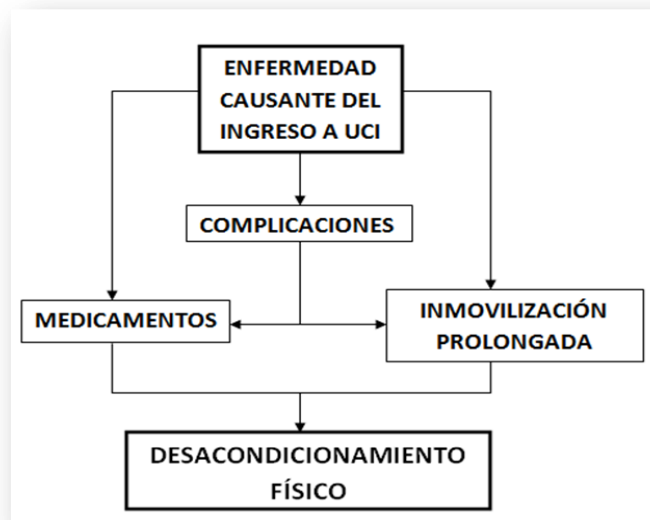 ENFERMEDAD
CAUSANTE DEL
INGRESO A UCI
COMPLICACIONES
MEDICAMENTOS
INMOVILIZACIÓN
PROLONGADA
DESACONDICIONAMIENTO
FÍSICO